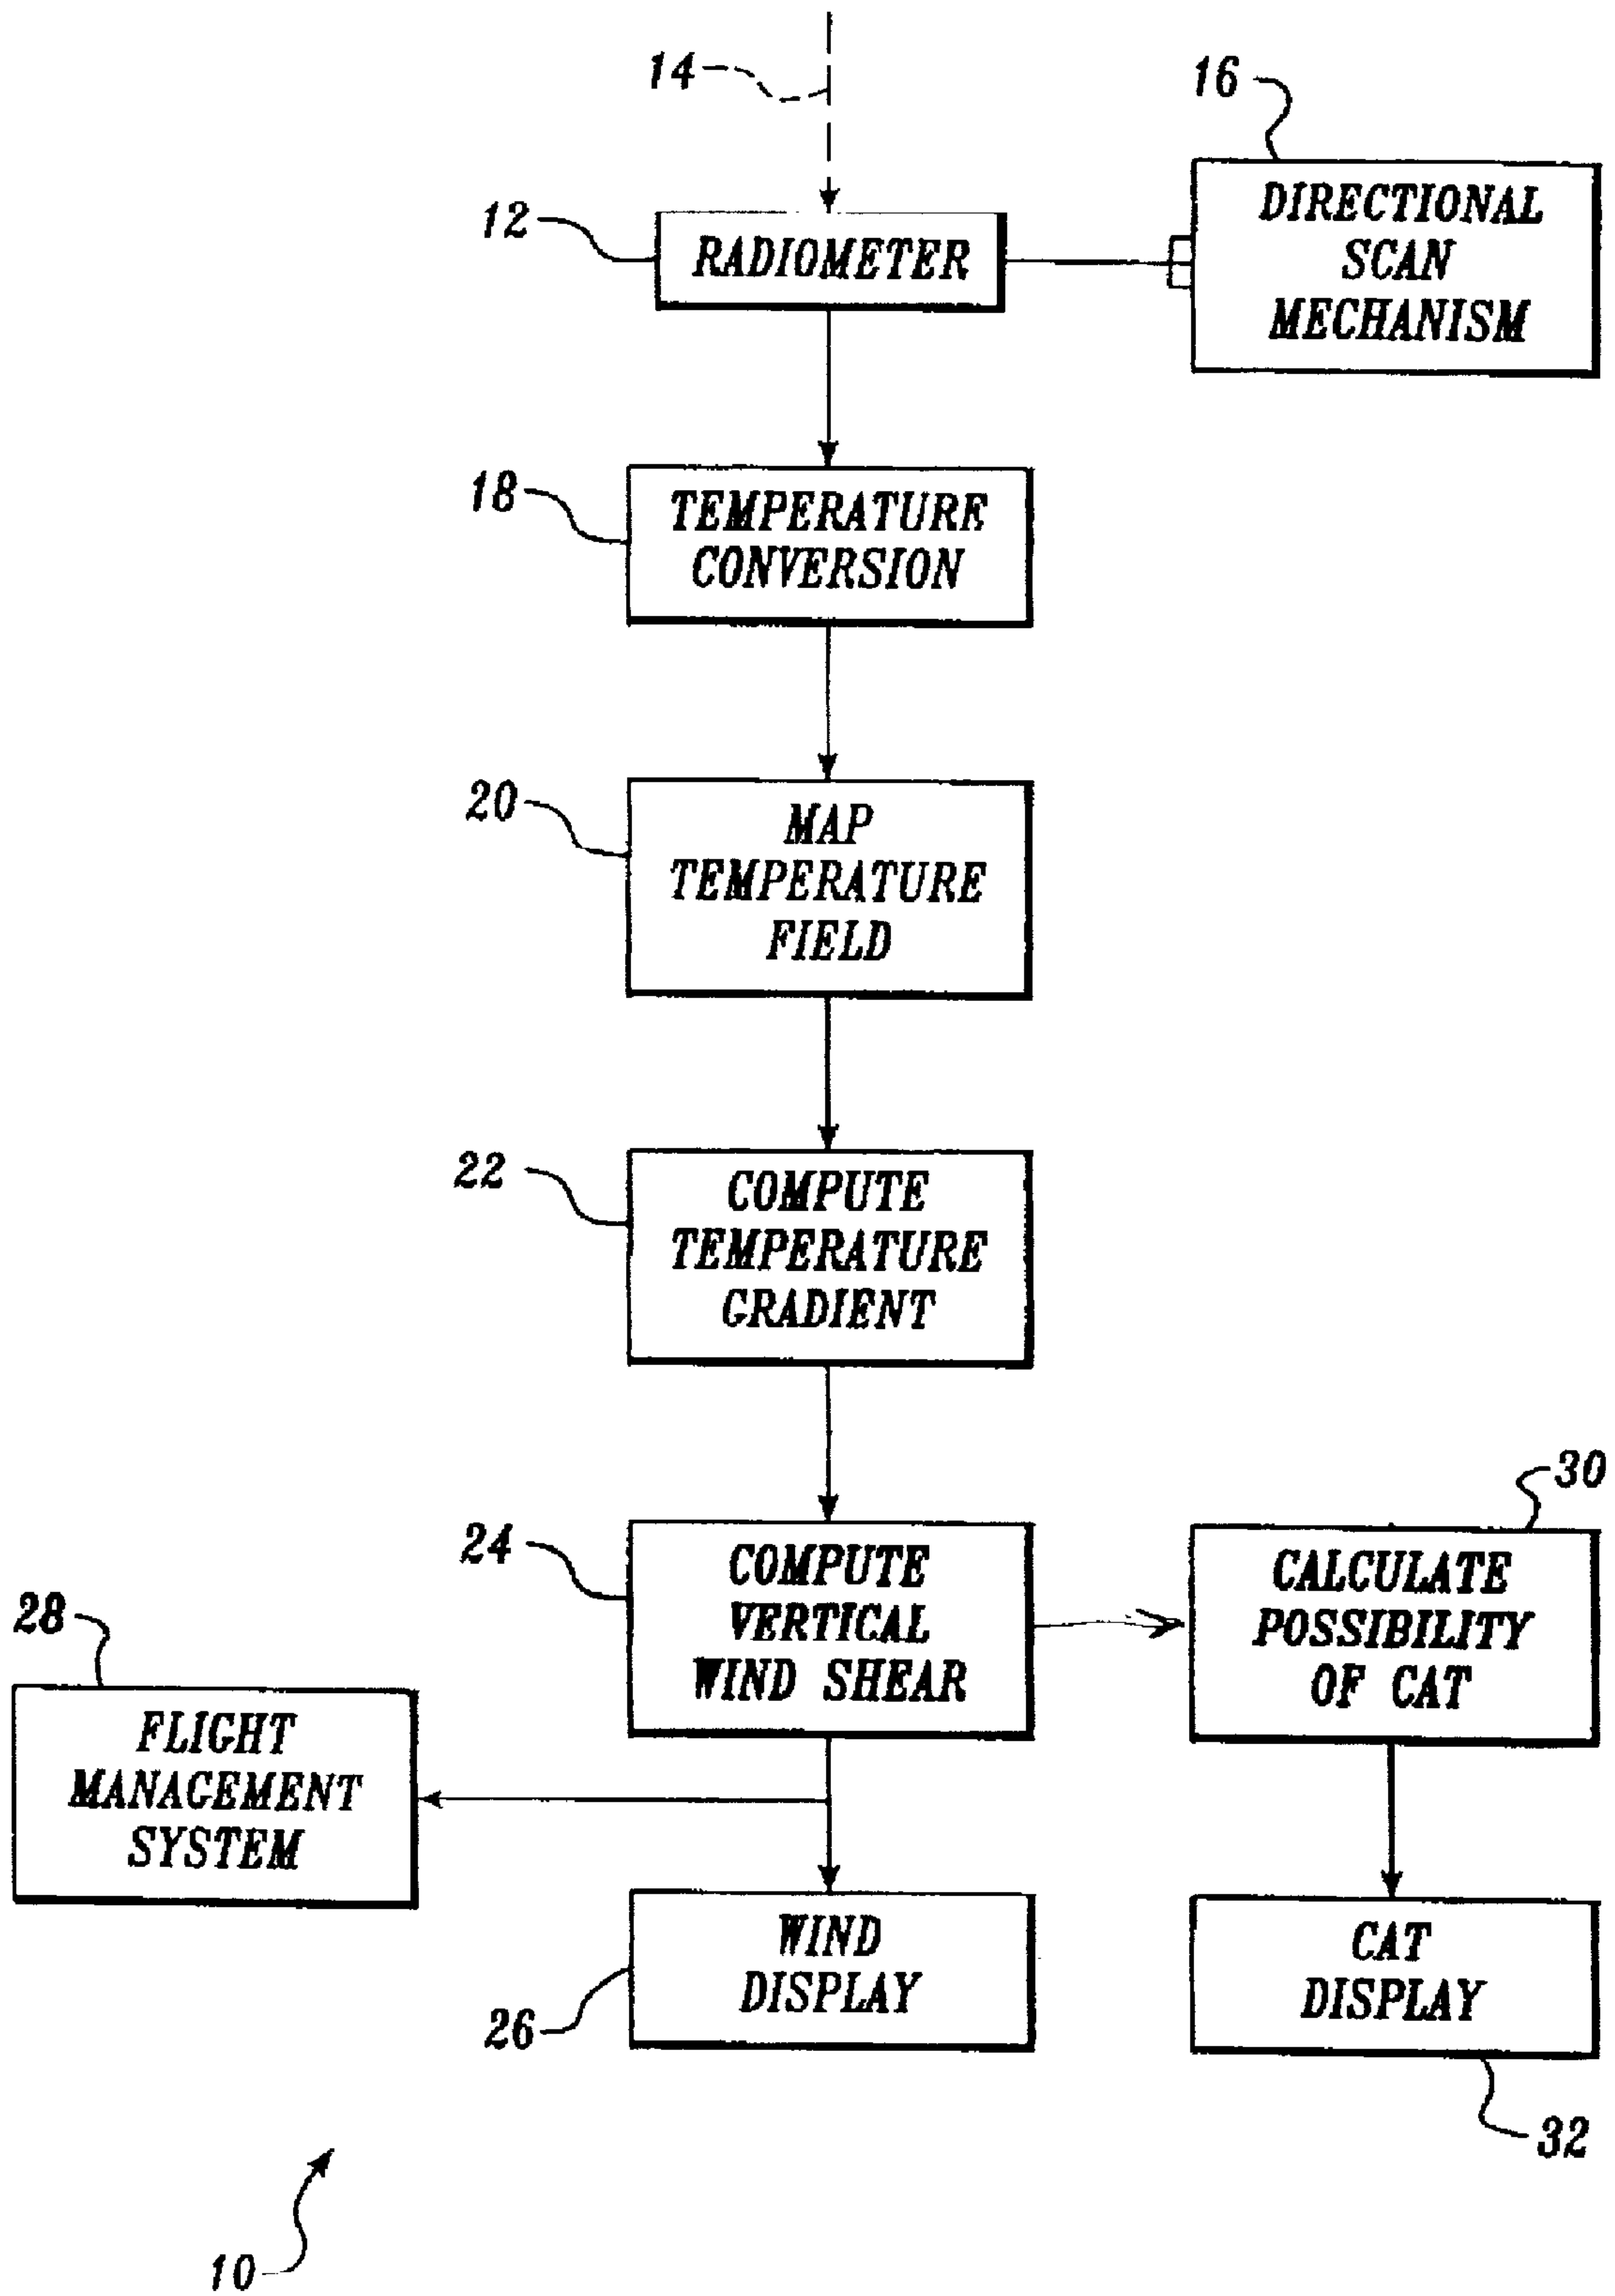 14
16
DIRECTIONAL
SCAN
MECHANISM
12
RADIOMETER
18
TEMPERATURE
CONVERSION
20
MAP
TEMPERATURE
FIELD
22
COMPUTE
TEMPERATURE
GRADIENT
24
COMPUTE
VERTICAL
WIND SHEAR
30
CALCULATE
POSSIBILITY
OF CAT
28
FLIGHT
MANAGEMENT
SYSTEM
WIND
DISPLAY
26
CAT
DISPLAY
32
10